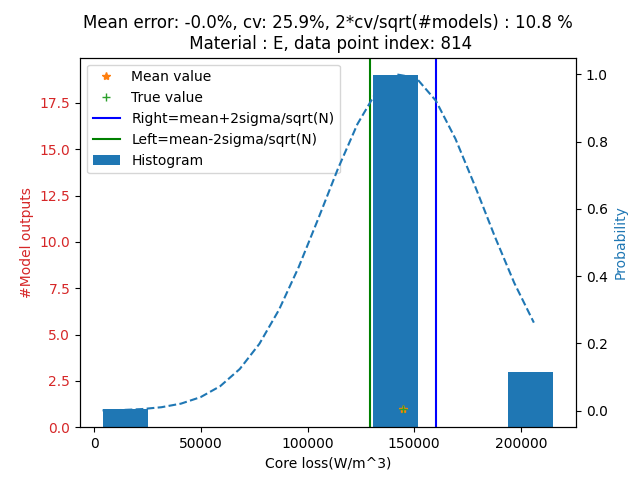 Mean error: -0.0%, cv: 25.9%, 2*cv/sqrt(#models) : 10.8 %
Material : E, data point index: 814
Mean value
True value
Right=mean+2sigma/sqrt(N)
Left=mean-2sigma/sqrt(N)
Histogram
#Model outputs
17.5
15.0
12.5
10.0
7.5
5.0
2.5
0.0
1.0
0.8
0.6
0.4
0.2
0.0
Probability
0 50000 100000 150000 200000
Core loss(W/m^3)